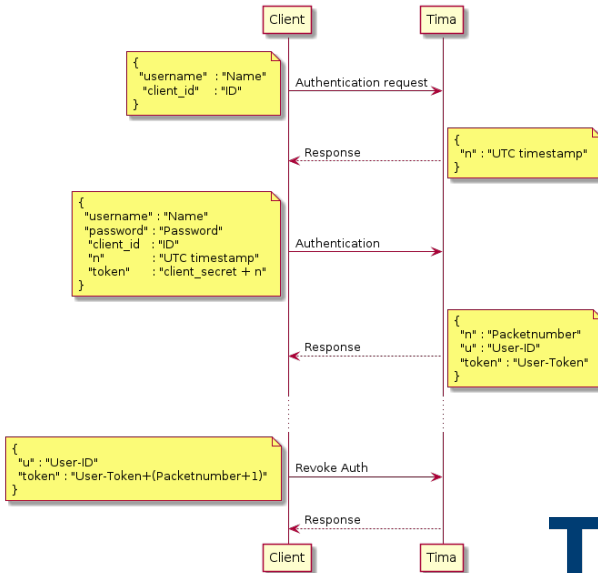 Client
Tima
{
"username" : "Name"
"client_id" : "ID"
}
Authentication request
{
"n" : "UTC timestamp"
}
Response
{
"username" : "Name"
"password" : "Password"
"client_id : "ID"
"n" : "UTC timestamp"
"token" : "client_secret + n"
}
Authentication
{
"n" : "Packetnumber"
"u" : "User-ID"
"token" : "User-Token"
}
Response
{
"u" : "User-ID"
"token" : "User-Token+(Packetnumber+1)"
}
Revoke Auth
Response
T
Client
Tima